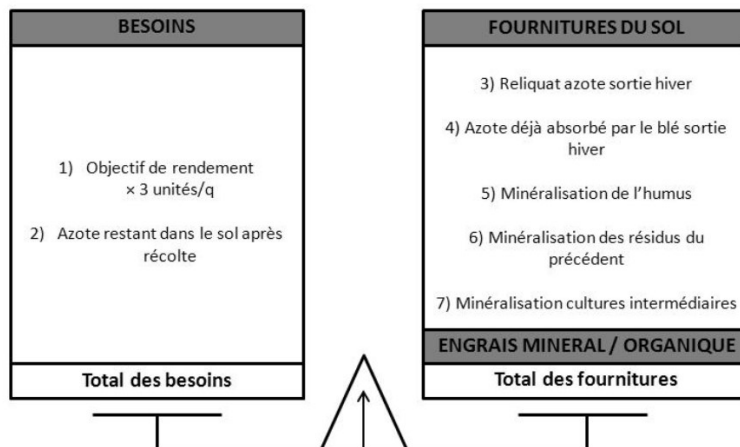 BESOINS
1) Objectif de rendement
× 3 unités/q
2) Azote restant dans le sol après
récolte
Total des besoins
FOURNITURES DU SOL
3) Reliquat azote sortie hiver
4) Azote déjà absorbé par le blé sortie
hiver
5) Minéralisation de l'humus
6) Minéralisation des résidus du
précédent
7) Minéralisation cultures intermédiaires
ENGRAIS MINERAL / ORGANIQUE
Total des fournitures